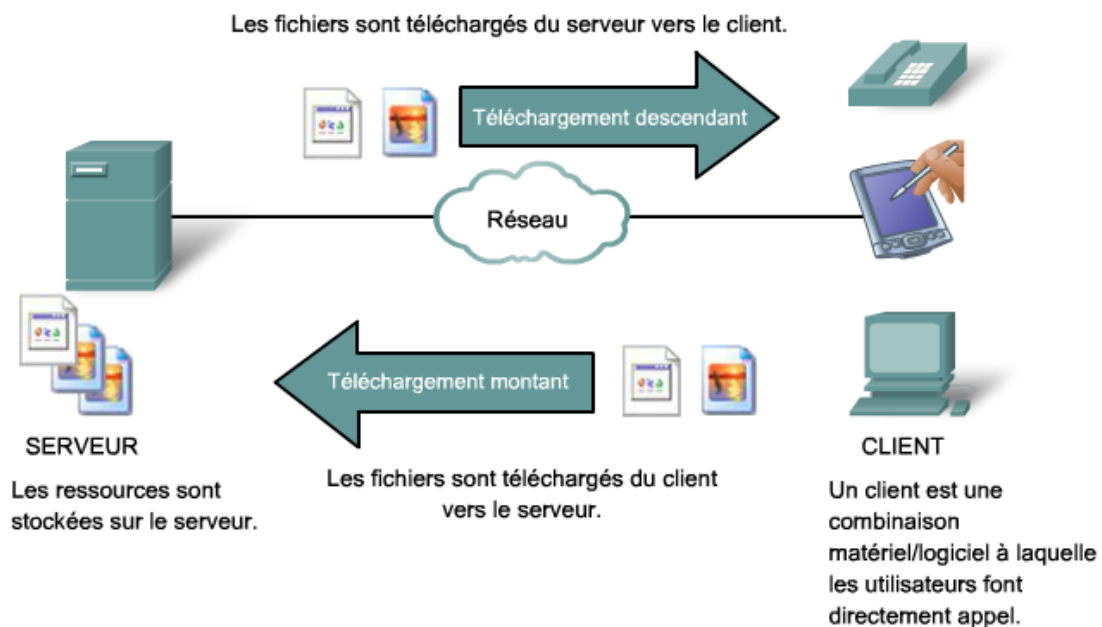 Les fichiers sont téléchargés du serveur vers le client.
Téléchargement descendant
Réseau
Téléchargement montant
SERVEUR
Les ressources sont
stockées sur le serveur.
Les fichiers sont téléchargés du client
vers le serveur.
CLIENT
Un client est une
combinaison
matériel/logiciel à laquelle
les utilisateurs font
directement appel.